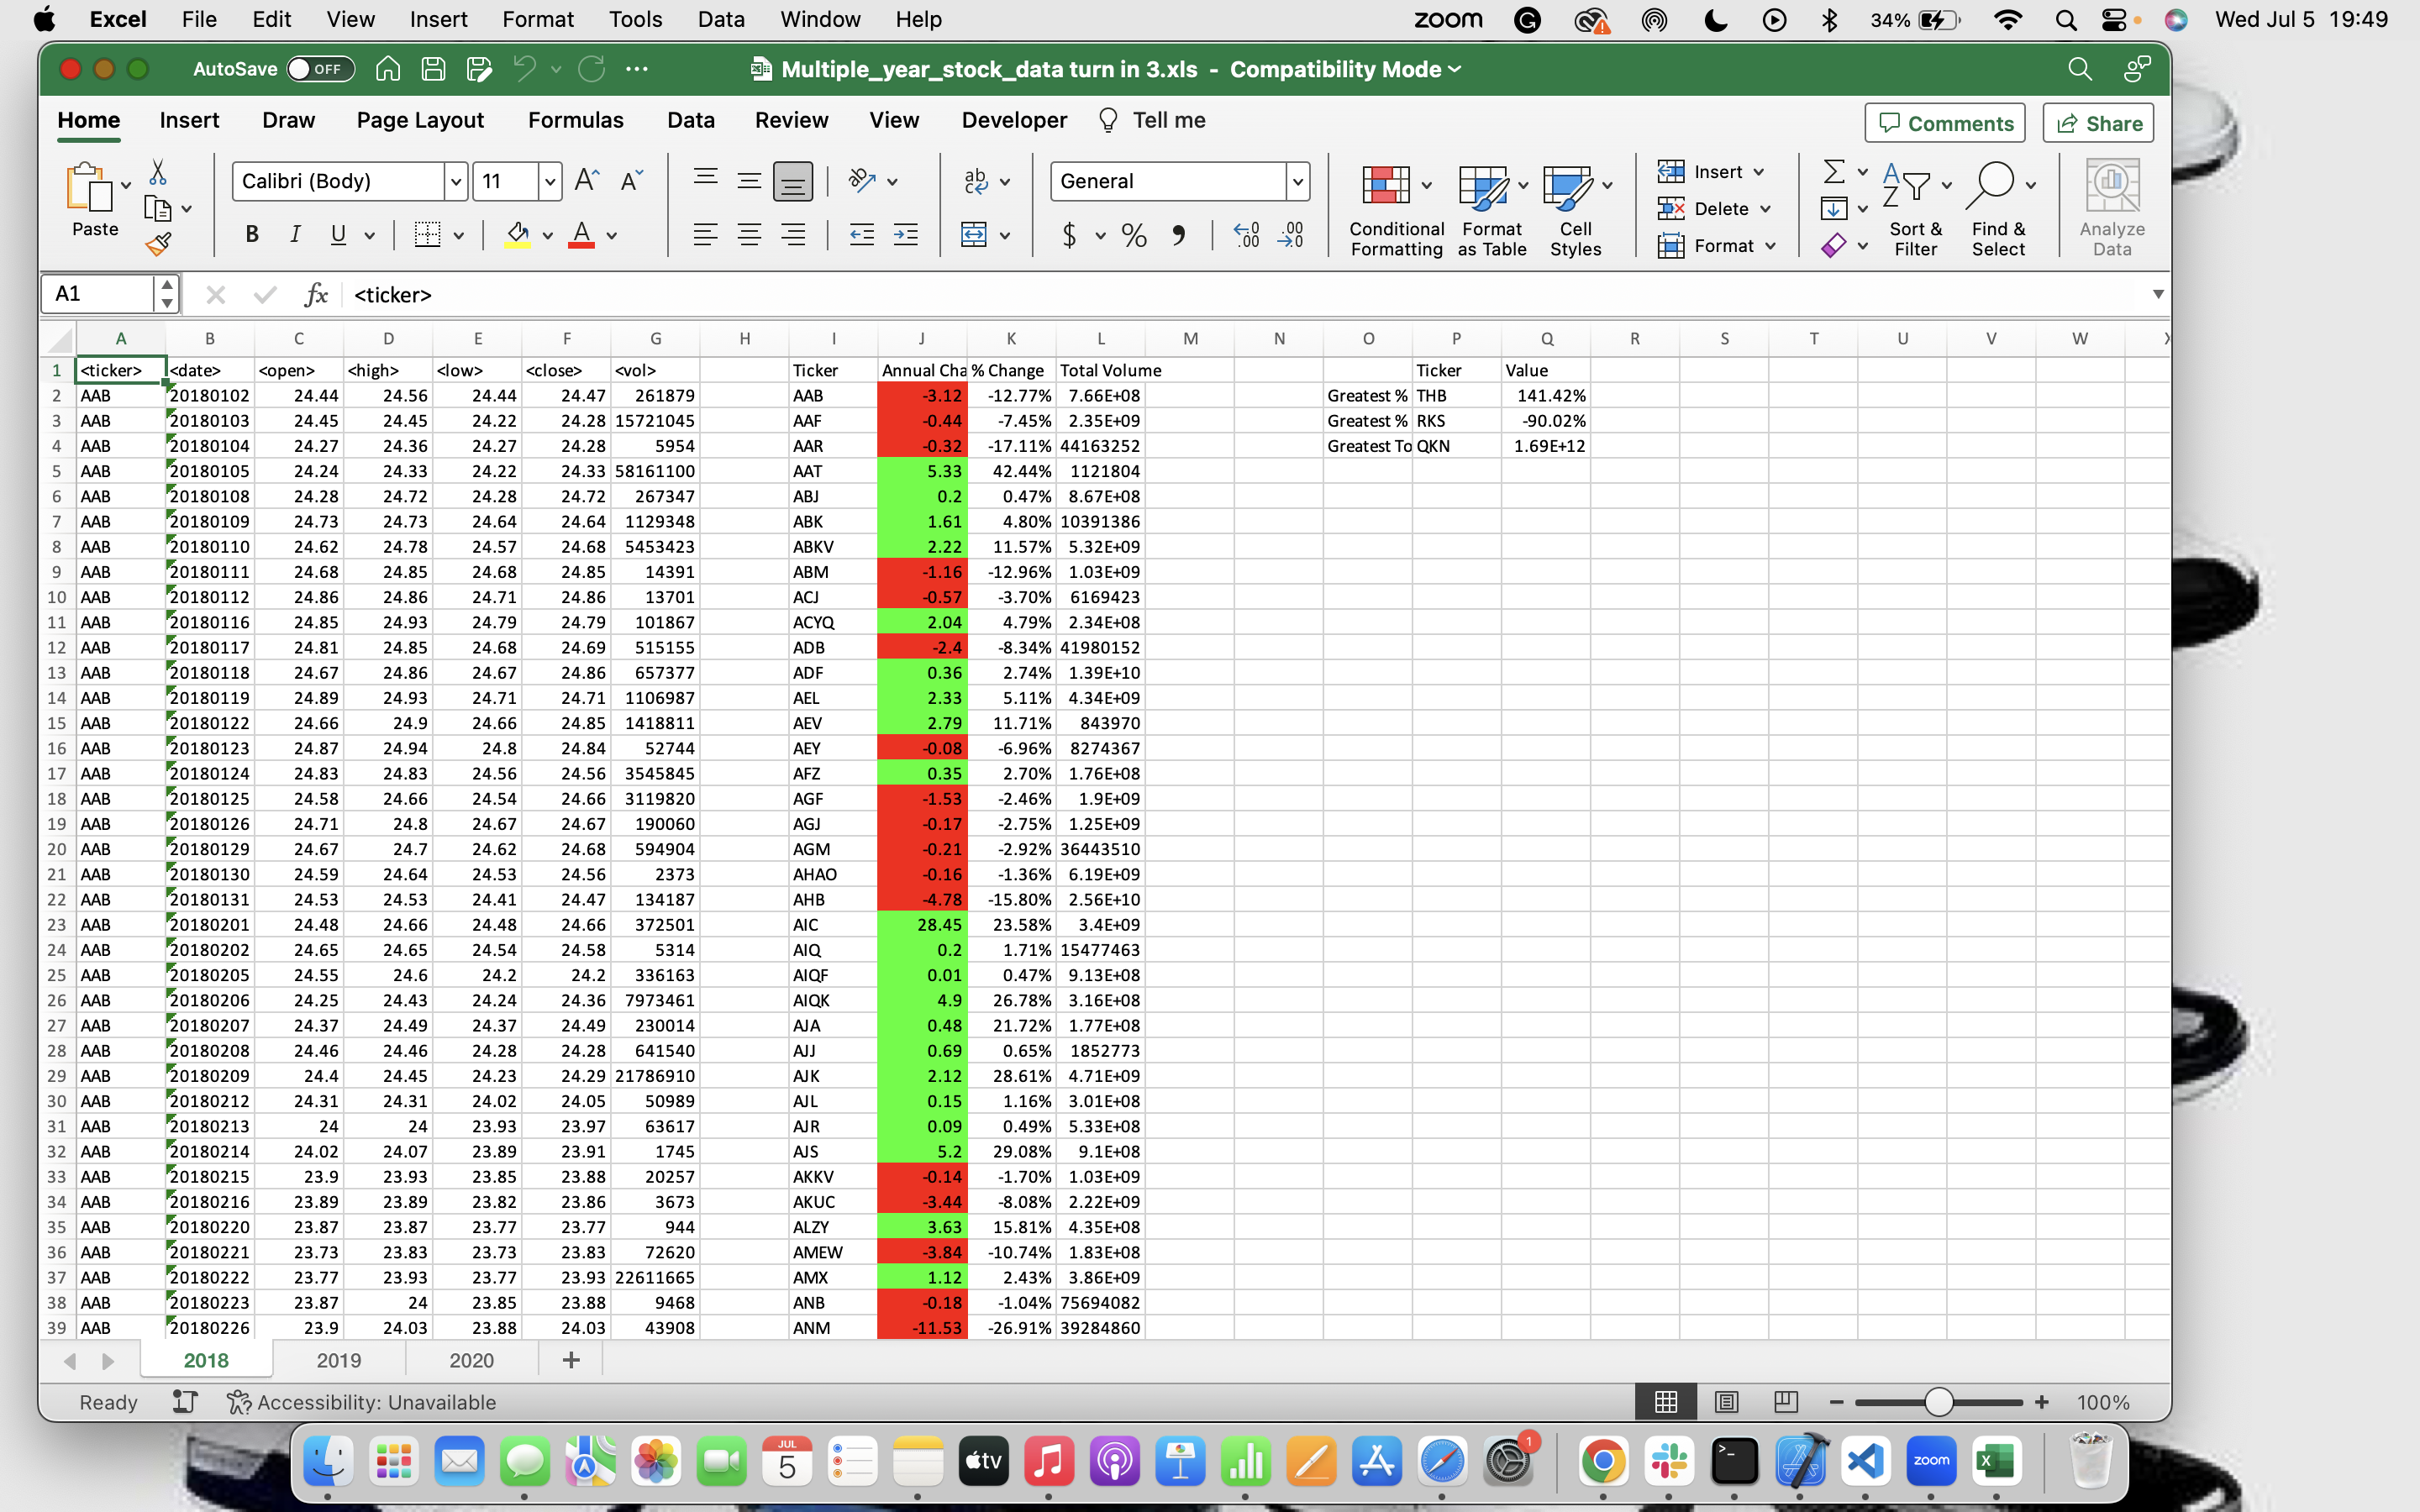 Excel File Edit View Insert Format Tools Data Window Help zoom 34% Wed Jul 5 19:49
AutoSave OFF Multiple_year_stock_data turn in 3.xls - Compatibility Mode
Home Insert Draw Page Layout Formulas Data Review View Developer Tell me Comments Share
Paste Calibri (Body) 11 General Conditional Formatting Format as Table Cell Styles Insert Delete Format Sort & Filter Find & Select Analyze Data
A1 fx <ticker>
A B C D E F G H I J K L M N O P Q R S T U V W
1 <ticker> <date> <open> <high> <low> <close> <vol> Ticker Annual Cha % Change Total Volume Ticker Value
2 AAB 20180102 24.44 24.56 24.44 24.47 261879 AAB -3.12 -12.77% 7.66E+08 Greatest % THB 141.42%
3 AAB 20180103 24.45 24.45 24.22 24.28 15721045 AAF -0.44 -7.45% 2.35E+09 Greatest % RKS -90.02%
4 AAB 20180104 24.27 24.36 24.27 24.28 5954 AAR -0.32 -17.11% 44163252 Greatest To QKN 1.69E+12
5 AAB 20180105 24.24 24.33 24.22 24.33 58161100 AAT 5.33 42.44% 1121804
6 AAB 20180108 24.28 24.72 24.28 24.72 267347 ABJ 0.2 0.47% 8.67E+08
7 AAB 20180109 24.73 24.73 24.64 24.64 1129348 ABK 1.61 4.80% 10391386
8 AAB 20180110 24.62 24.78 24.57 24.68 5453423 ABKV 2.22 11.57% 5.32E+09
9 AAB 20180111 24.68 24.85 24.68 24.85 14391 ABM -1.16 -12.96% 1.03E+09
10 AAB 20180112 24.86 24.86 24.71 24.86 13701 ACJ -0.57 -3.70% 6169423
11 AAB 20180116 24.85 24.93 24.79 24.79 101867 ACYQ 2.04 4.79% 2.34E+08
12 AAB 20180117 24.81 24.85 24.68 24.69 515155 ADB -2.4 -8.34% 41980152
13 AAB 20180118 24.67 24.86 24.67 24.86 657377 ADF 0.36 2.74% 1.39E+10
14 AAB 20180119 24.89 24.93 24.71 24.71 1106987 AEL 2.33 5.11% 4.34E+09
15 AAB 20180122 24.66 24.9 24.66 24.85 1418811 AEV 2.79 11.71% 843970
16 AAB 20180123 24.87 24.94 24.8 24.84 52744 AEY -0.08 -6.96% 8274367
17 AAB 20180124 24.83 24.83 24.56 24.56 3545845 AFZ 0.35 2.70% 1.76E+08
18 AAB 20180125 24.58 24.66 24.54 24.66 3119820 AGF -1.53 -2.46% 1.9E+09
19 AAB 20180126 24.71 24.8 24.67 24.67 190060 AGJ -0.17 -2.75% 1.25E+09
20 AAB 20180129 24.67 24.7 24.62 24.68 594904 AGM -0.21 -2.92% 36443510
21 AAB 20180130 24.59 24.64 24.53 24.56 2373 AHAO -0.16 -1.36% 6.19E+09
22 AAB 20180131 24.53 24.53 24.41 24.47 134187 AHB -4.78 -15.80% 2.56E+10
23 AAB 20180201 24.48 24.66 24.48 24.66 372501 AIC 28.45 23.58% 3.4E+09
24 AAB 20180202 24.65 24.65 24.54 24.58 5314 AIQ 0.2 1.71% 15477463
25 AAB 20180205 24.55 24.6 24.2 24.2 336163 AIQF 0.01 0.47% 9.13E+08
26 AAB 20180206 24.25 24.43 24.24 24.36 7973461 AIQK 4.9 26.78% 3.16E+08
27 AAB 20180207 24.37 24.49 24.37 24.49 230014 AJA 0.48 21.72% 1.77E+08
28 AAB 20180208 24.46 24.46 24.28 24.28 641540 AJJ 0.69 0.65% 1852773
29 AAB 20180209 24.4 24.45 24.23 24.29 21786910 AJK 2.12 28.61% 4.71E+09
30 AAB 20180212 24.31 24.31 24.02 24.05 50989 AJL 0.15 1.16% 3.01E+08
31 AAB 20180213 24 24 23.93 23.97 63617 AJR 0.09 0.49% 5.33E+08
32 AAB 20180214 24.02 24.07 23.89 23.91 1745 AJS 5.2 29.08% 9.1E+08
33 AAB 20180215 23.9 23.93 23.85 23.88 20257 AKKV -0.14 -1.70% 1.03E+09
34 AAB 20180216 23.89 23.89 23.82 23.86 3673 AKUC -3.44 -8.08% 2.22E+09
35 AAB 20180220 23.87 23.87 23.77 23.77 944 ALZY 3.63 15.81% 4.35E+08
36 AAB 20180221 23.73 23.83 23.73 23.83 72620 AMEW -3.84 -10.74% 1.83E+08
37 AAB 20180222 23.77 23.93 23.77 23.93 22611665 AMX 1.12 2.43% 3.86E+09
38 AAB 20180223 23.87 24 23.85 23.88 9468 ANB -0.18 -1.04% 75694082
39 AAB 20180226 23.9 24.03 23.88 24.03 43908 ANM -11.53 -26.91% 39284860
2018 2019 2020
Ready Accessibility: Unavailable 100%
JUL 5 tv 1 zoom